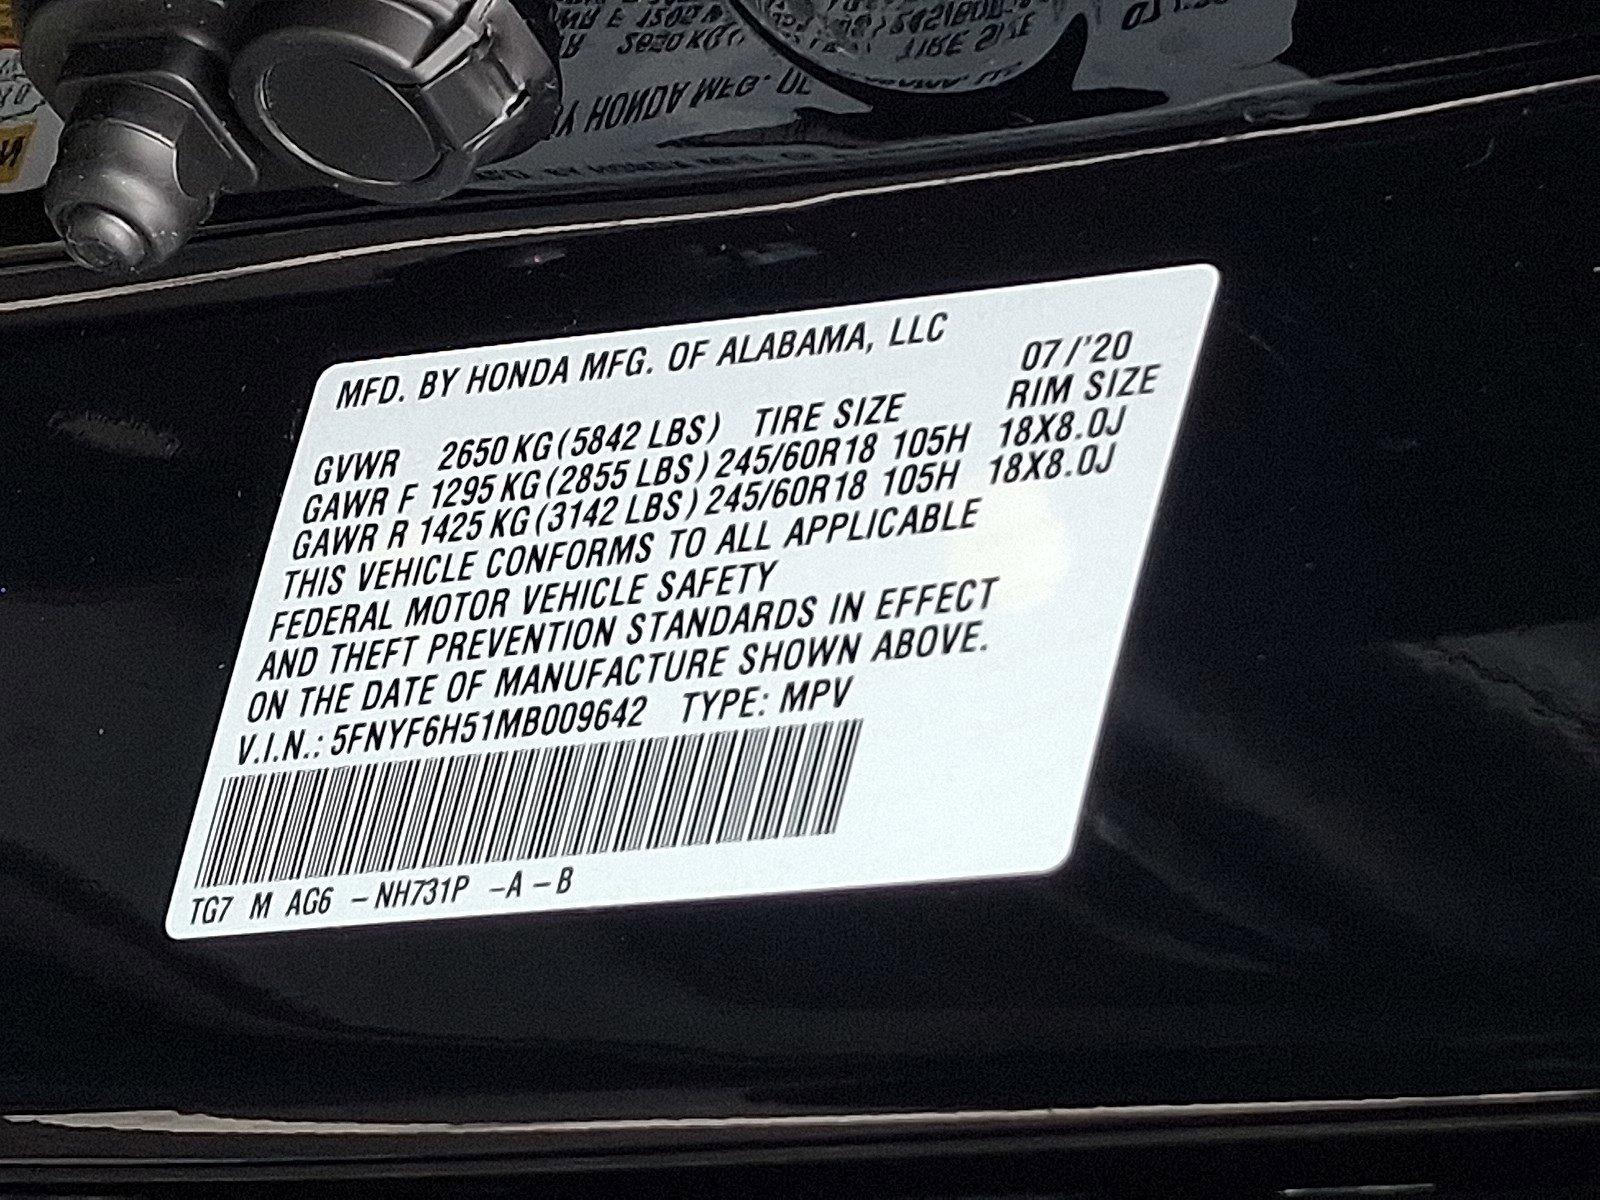 MFD. BY HONDA MFG. OF ALABAMA, LLC 07/'20
GVWR 2650 KG (5842 LBS) TIRE SIZE RIM SIZE
GAWR F 1295 KG (2855 LBS) 245/60R18 105H 18X8.0J
GAWR R 1425 KG (3142 LBS) 245/60R18 105H 18X8.0J
THIS VEHICLE CONFORMS TO ALL APPLICABLE
FEDERAL MOTOR VEHICLE SAFETY
AND THEFT PREVENTION STANDARDS IN EFFECT
ON THE DATE OF MANUFACTURE SHOWN ABOVE.
V.I.N.: 5FNYF6H51MB009642 TYPE: MPV
TG7 M AG6 – NH731P – A – B